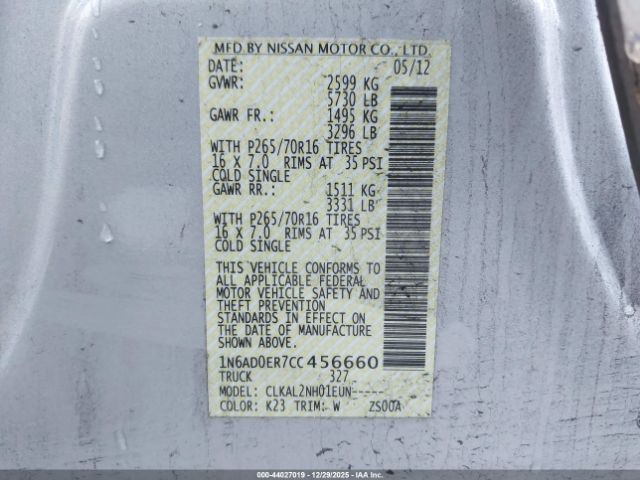 MFD.BY NISSAN MOTOR CO., LTD.
DATE: 05/12
GVWR: 2599 KG
5730 LB
GAWR FR.: 1495 KG
3296 LB
WITH P265/70R16 TIRES
16 X 7.0 RIMS AT 35 PSI
COLD SINGLE
GAWR RR.: 1511 KG
3331 LB
WITH P265/70R16 TIRES
16 X 7.0 RIMS AT 35 PSI
COLD SINGLE
THIS VEHICLE CONFORMS TO
ALL APPLICABLE FEDERAL
MOTOR VEHICLE SAFETY AND
THEFT PREVENTION
STANDARDS IN EFFECT ON
THE DATE OF MANUFACTURE
SHOWN ABOVE.
1N6AD0ER7CC456660
TRUCK 327
MODEL: CLKAL2NH01EUN-----
COLOR: K23 TRIM: W ZS00A
000-44027019 - 12/29/2025 - IAAI.COM